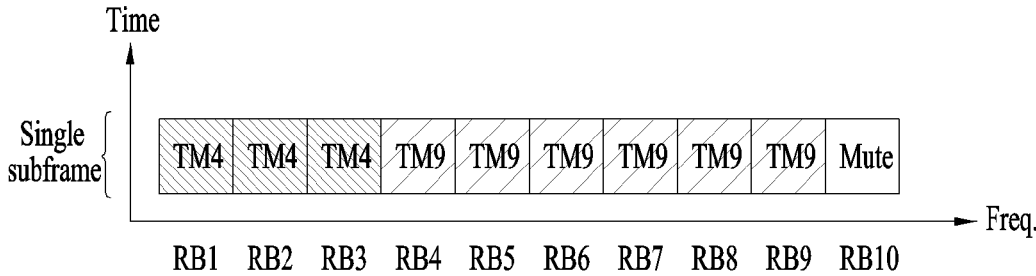 Time
Single
subframe
TM4 TM4 TM4 TM9 TM9 TM9 TM9 TM9 TM9 Mute
Freq.
RB1 RB2 RB3 RB4 RB5 RB6 RB7 RB8 RB9 RB10